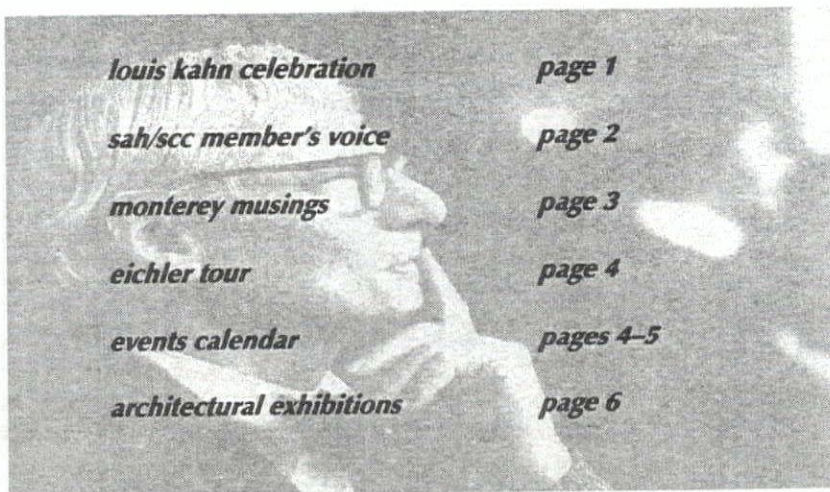 louis kahn celebration page 1
sah/scc member's voice page 2
monterey musings page 3
eichler tour page 4
events calendar pages 4–5
architectural exhibitions page 6